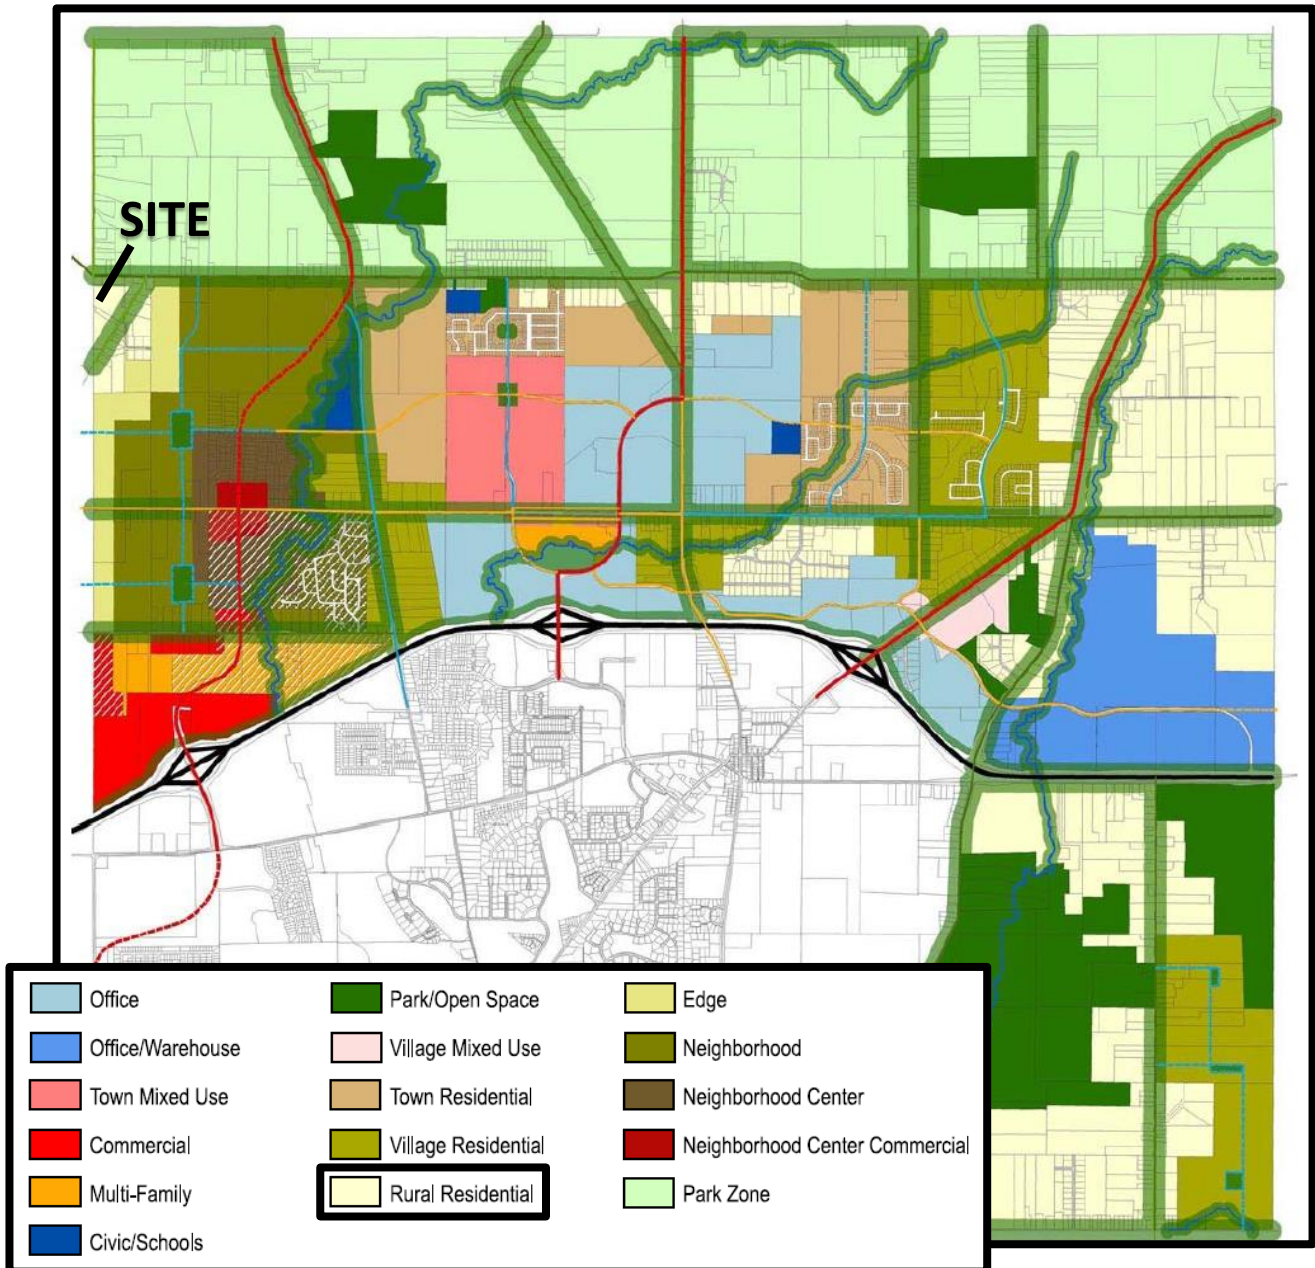 SITE
Office
Park/Open Space
Edge
Office/Warehouse
Village Mixed Use
Neighborhood
Town Mixed Use
Town Residential
Neighborhood Center
Commercial
Village Residential
Neighborhood Center Commercial
Multi-Family
Rural Residential
Park Zone
Civic/Schools